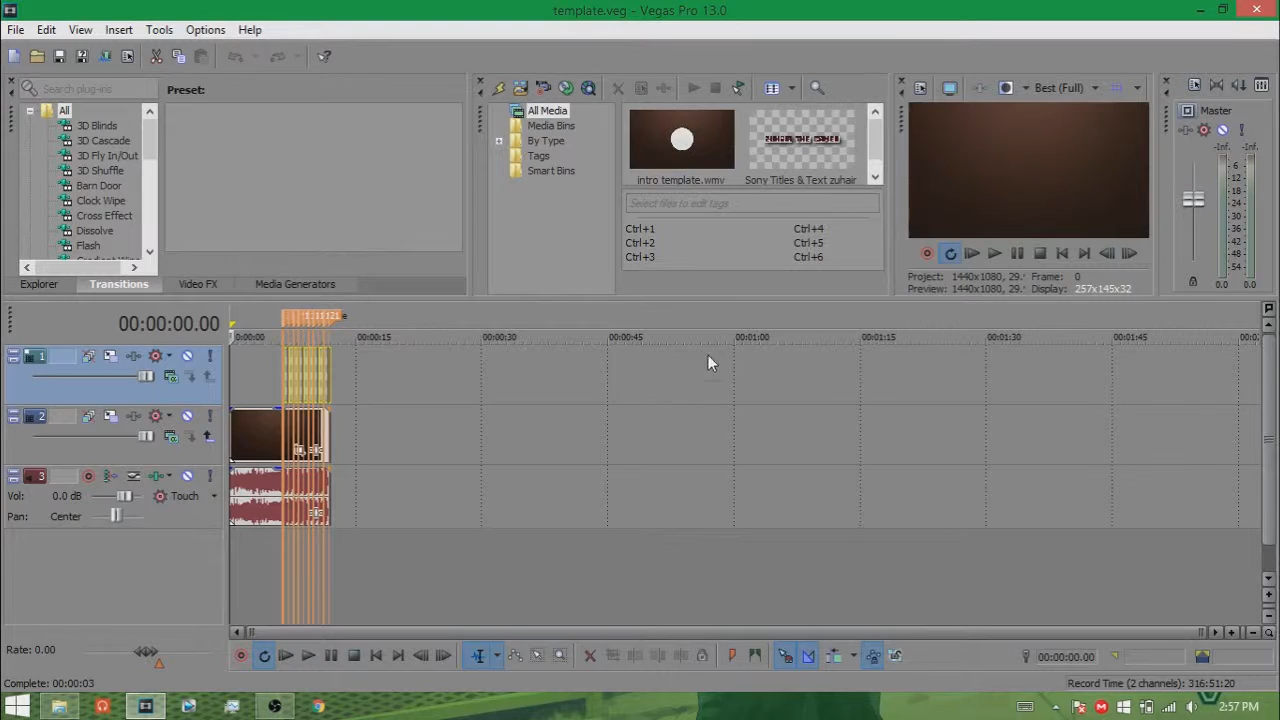 template.veg - Vegas Pro 13.0
File Edit View Insert Tools Options Help
Search plug-ins
Preset:
All
3D Blinds
3D Cascade
3D Fly In/Out
3D Shuffle
Barn Door
Clock Wipe
Cross Effect
Dissolve
Flash
Explorer Transitions Video FX Media Generators
All Media
Media Bins
By Type
Tags
Smart Bins
intro template.wmv
Sony Titles & Text zuhair
Select files to edit tags
Ctrl+1 Ctrl+4
Ctrl+2 Ctrl+5
Ctrl+3 Ctrl+6
Best (Full)
Project: 1440x1080, 29. Frame: 0
Preview: 1440x1080, 29. Display: 257x145x32
Master
-Inf. -Inf.
6
12
18
24
30
36
42
48
54
0.0 0.0
00:00:00.00
0:00:00 00:00:15 00:00:30 00:00:45 00:01:00 00:01:15 00:01:30 00:01:45
1
2
3
Vol: 0.0 dB Touch
Pan: Center
Rate: 0.00
00:00:00.00
Complete: 00:00:03
Record Time (2 channels): 316:51:20
2:57 PM